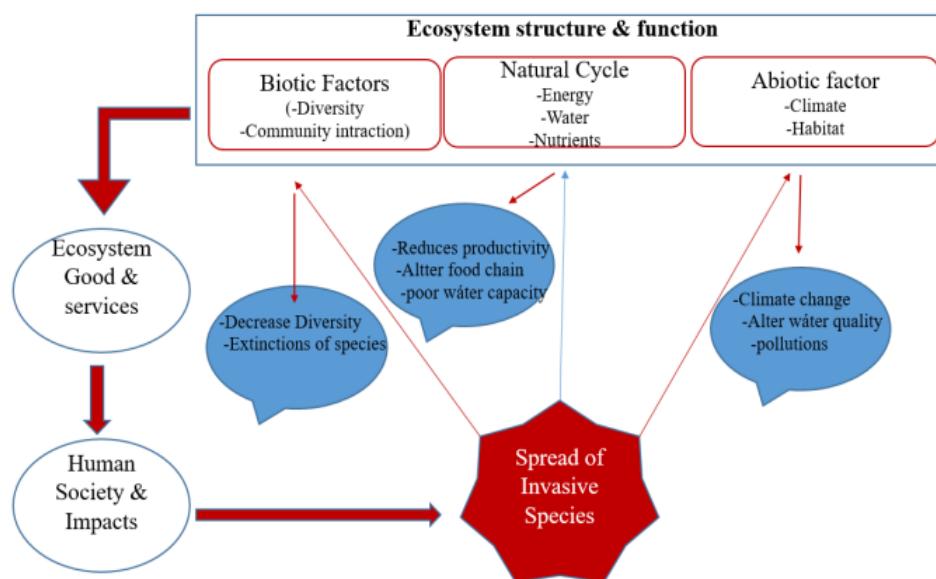 Ecosystem structure & function
Biotic Factors
(-Diversity
-Community intraction)
Natural Cycle
-Energy
-Water
-Nutrients
Abiotic factor
-Climate
-Habitat
Ecosystem
Good &
services
-Reduces productivity
-Altter food chain
-poor wáter capacity
-Decrease Diversity
-Extinctions of species
-Climate change
-Alter wáter quality
-pollutions
Human
Society &
Impacts
Spread of
Invasive
Species